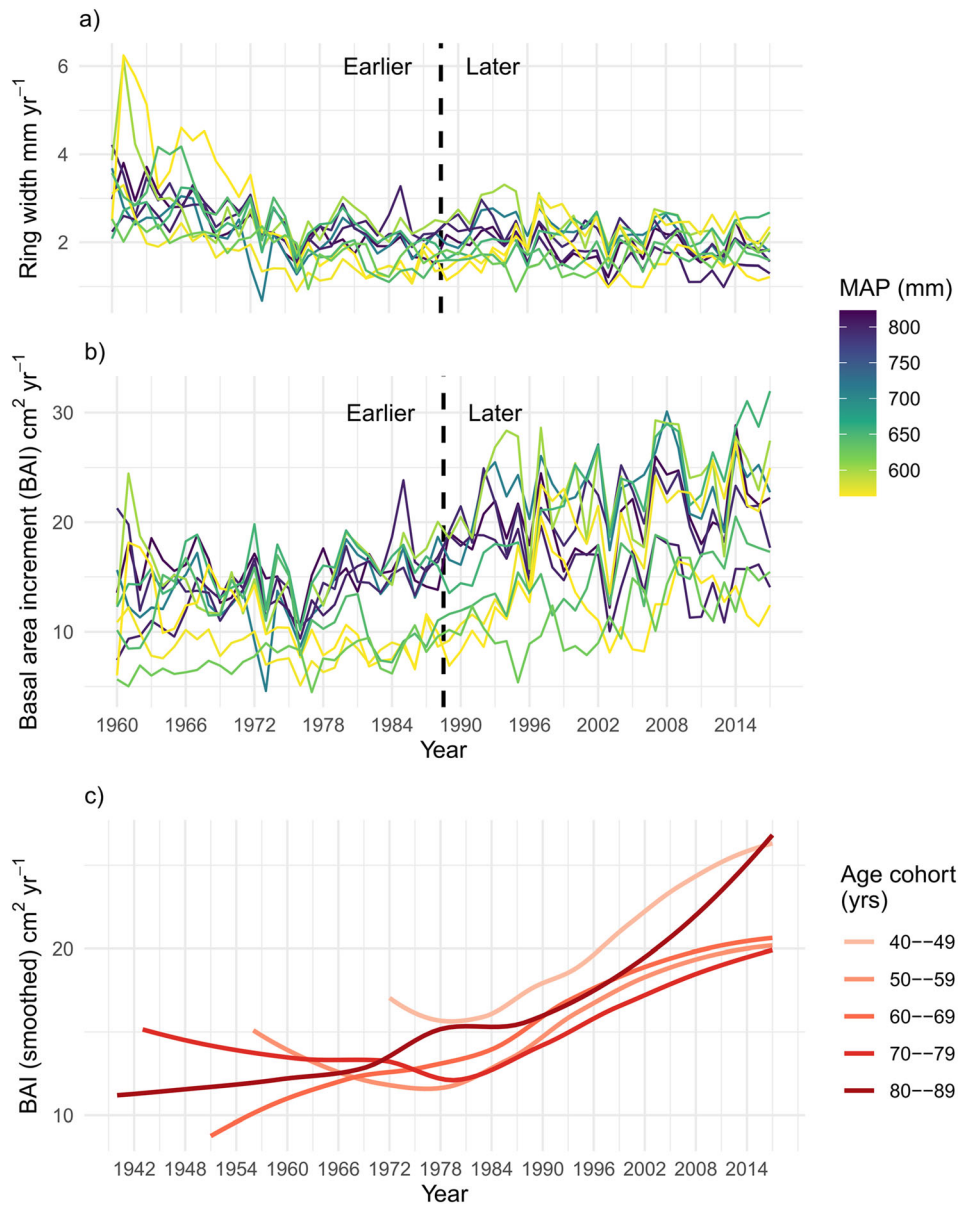 a)
Ring width mm yr⁻¹
6
4
2
Earlier
Later
b)
Basal area increment (BAI) cm² yr⁻¹
30
20
10
Earlier
Later
1960 1966 1972 1978 1984 1990 1996 2002 2008 2014
Year
MAP (mm)
800
750
700
650
600
c)
BAI (smoothed) cm² yr⁻¹
20
10
1942 1948 1954 1960 1966 1972 1978 1984 1990 1996 2002 2008 2014
Year
Age cohort
(yrs)
40−−49
50−−59
60−−69
70−−79
80−−89